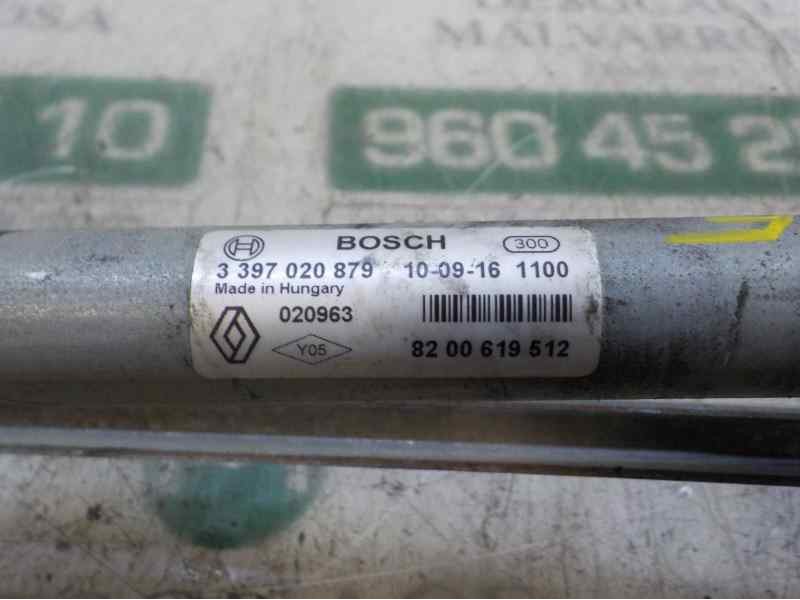 MALVARRO
10
960 45 2
BOSCH 300
3 397 020 879 10-09-16 1100
Made in Hungary
020963
Y05 82 00 619 512